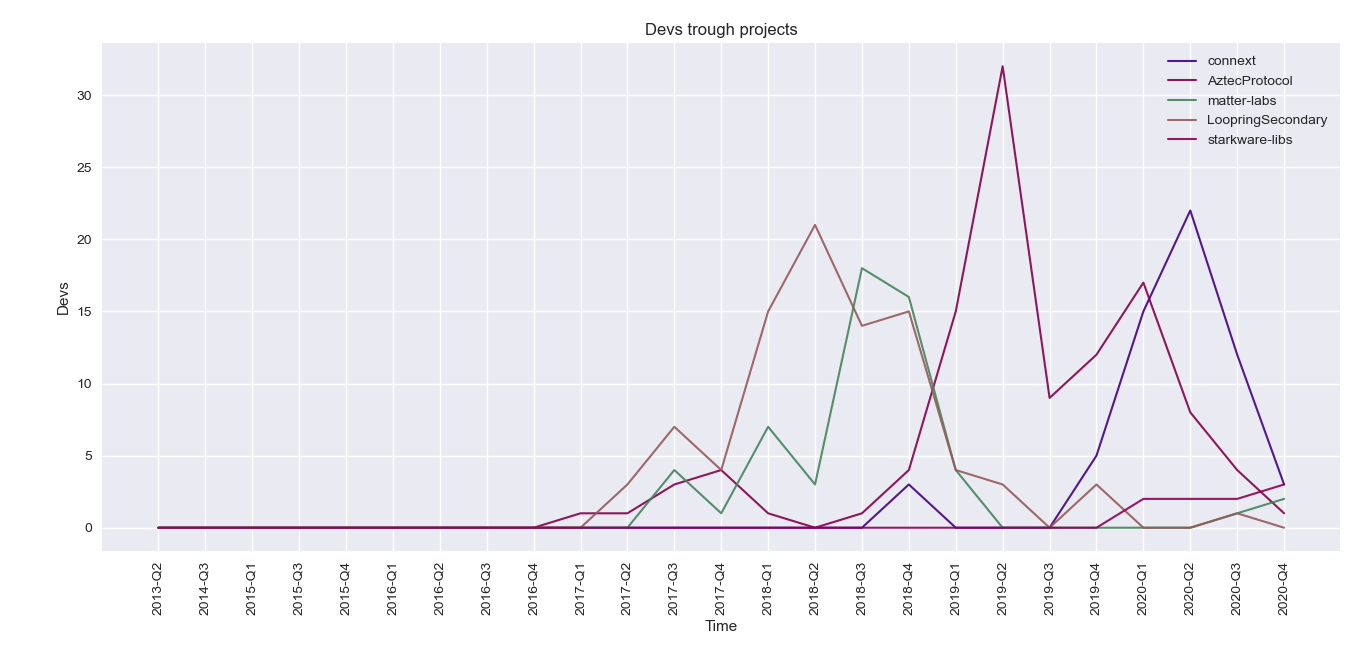 Devs trough projects
connext
AztecProtocol
matter-labs
LoopringSecondary
starkware-libs
30
25
20
15
10
5
0
Devs
2013-Q2
2014-Q3
2015-Q1
2015-Q3
2015-Q4
2016-Q1
2016-Q2
2016-Q3
2016-Q4
2017-Q1
2017-Q2
2017-Q3
2017-Q4
2018-Q1
2018-Q2
2018-Q3
2018-Q4
2019-Q1
2019-Q2
2019-Q3
2019-Q4
2020-Q1
2020-Q2
2020-Q3
2020-Q4
Time